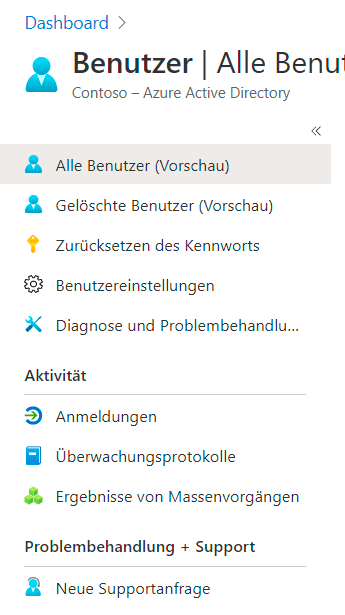 Dashboard >
Benutzer | Alle Benut
Contoso – Azure Active Directory
«
Alle Benutzer (Vorschau)
Gelöschte Benutzer (Vorschau)
Zurücksetzen des Kennworts
Benutzereinstellungen
Diagnose und Problembehandlu...
Aktivität
Anmeldungen
Überwachungsprotokolle
Ergebnisse von Massenvorgängen
Problembehandlung + Support
Neue Supportanfrage